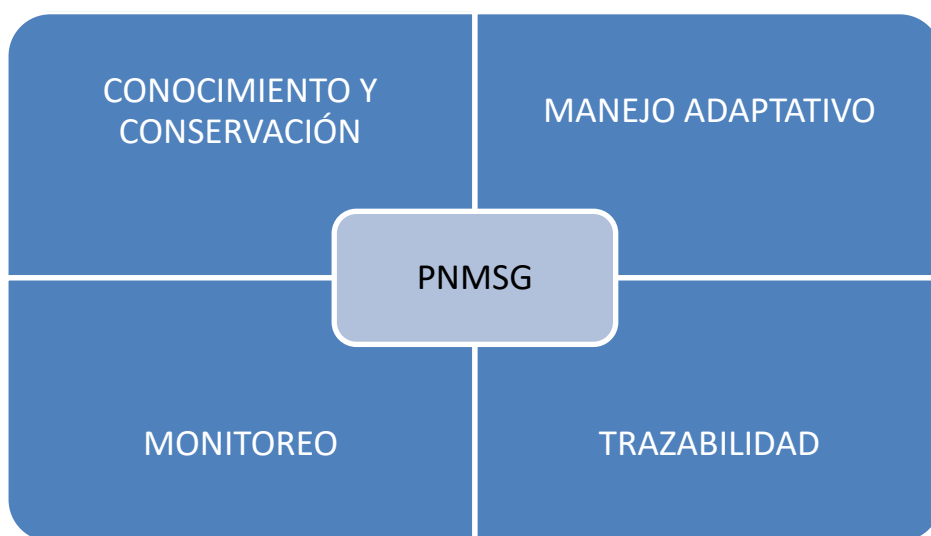 CONOCIMIENTO Y
CONSERVACIÓN
MANEJO ADAPTATIVO
PNMSG
MONITOREO
TRAZABILIDAD